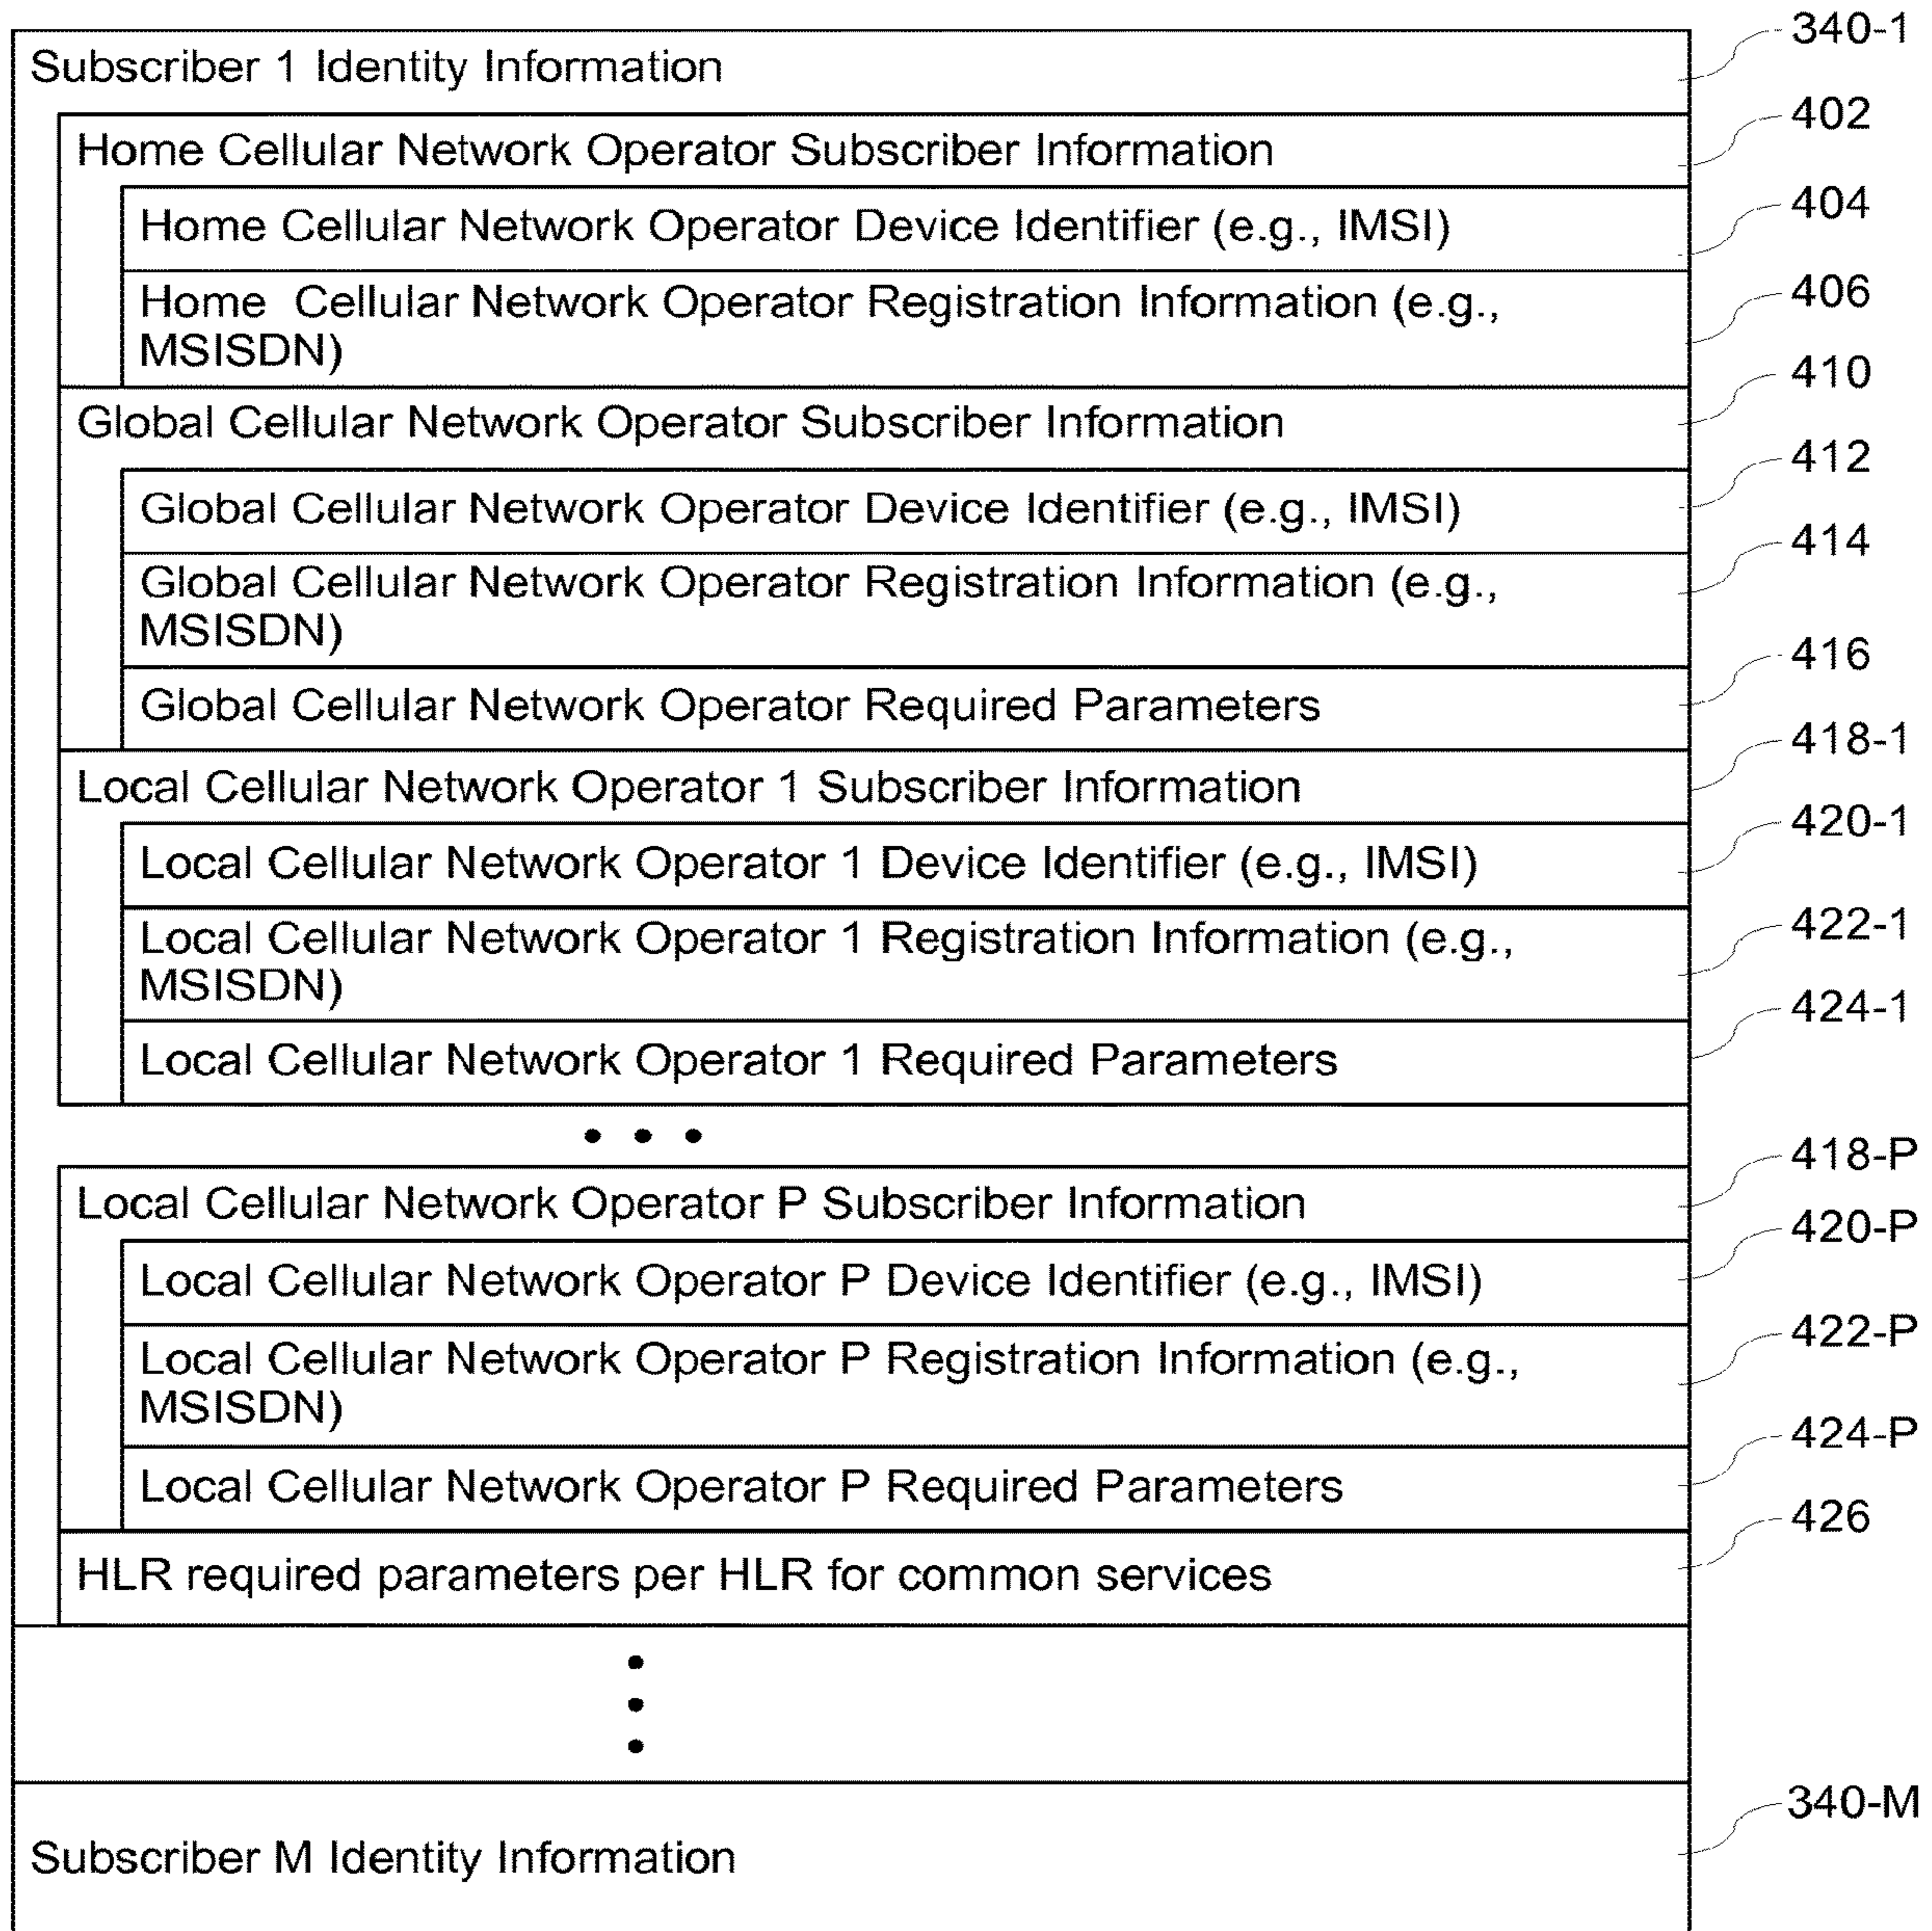 340-1
Subscriber 1 Identity Information
402
Home Cellular Network Operator Subscriber Information
404
Home Cellular Network Operator Device Identifier (e.g., IMSI)
406
Home Cellular Network Operator Registration Information (e.g.,
MSISDN)
410
Global Cellular Network Operator Subscriber Information
412
Global Cellular Network Operator Device Identifier (e.g., IMSI)
414
Global Cellular Network Operator Registration Information (e.g.,
MSISDN)
416
Global Cellular Network Operator Required Parameters
418-1
Local Cellular Network Operator 1 Subscriber Information
420-1
Local Cellular Network Operator 1 Device Identifier (e.g., IMSI)
422-1
Local Cellular Network Operator 1 Registration Information (e.g.,
MSISDN)
424-1
Local Cellular Network Operator 1 Required Parameters
• • •
418-P
Local Cellular Network Operator P Subscriber Information
420-P
Local Cellular Network Operator P Device Identifier (e.g., IMSI)
422-P
Local Cellular Network Operator P Registration Information (e.g.,
MSISDN)
424-P
Local Cellular Network Operator P Required Parameters
426
HLR required parameters per HLR for common services
•
•
•
340-M
Subscriber M Identity Information